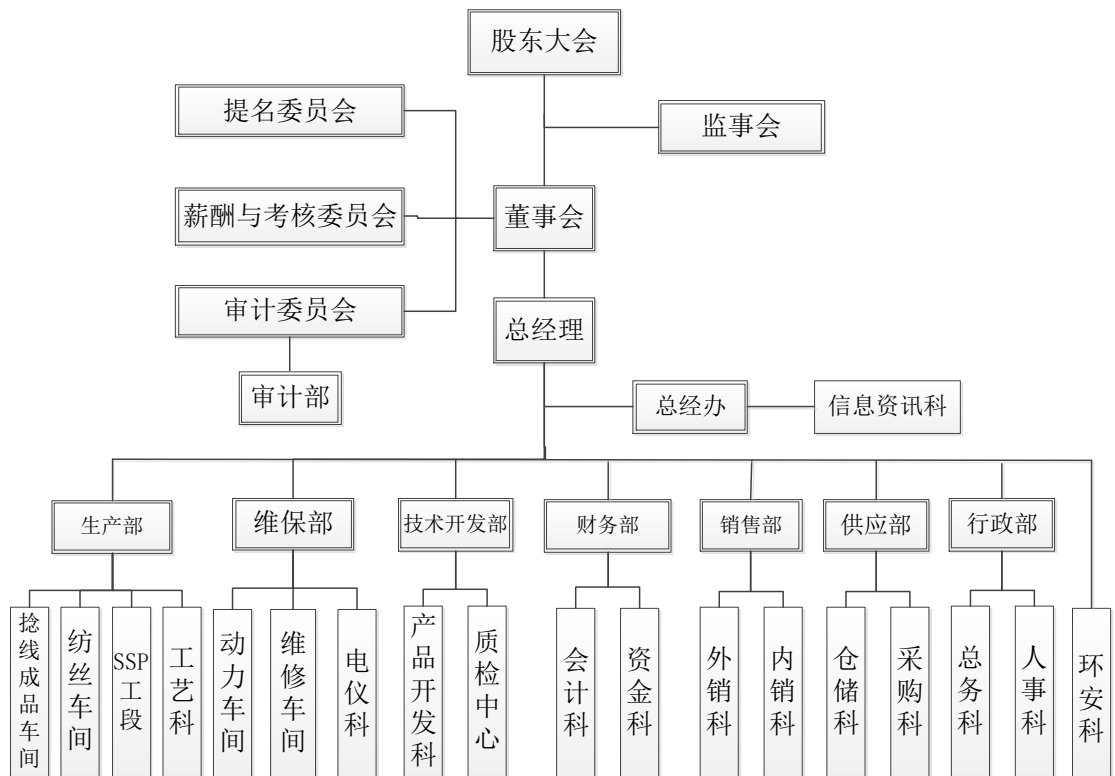 股东大会
提名委员会
监事会
薪酬与考核委员会
董事会
审计委员会
总经理
审计部
总经办
信息资讯科
生产部
维保部
技术开发部
财务部
销售部
供应部
行政部
捻线成品车间
纺丝车间
SSP工段
工艺科
动力车间
维修车间
电仪科
产品开发科
质检中心
会计科
资金科
外销科
内销科
仓储科
采购科
总务科
人事科
环安科